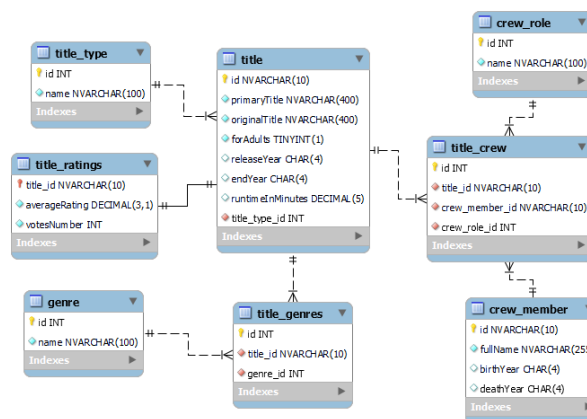 title_type
id INT
name NVARCHAR(100)
Indexes
title_ratings
title_id NVARCHAR(10)
averageRating DECIMAL(3,1)
votesNumber INT
Indexes
genre
id INT
name NVARCHAR(100)
Indexes
title
id NVARCHAR(10)
primaryTitle NVARCHAR(400)
originalTitle NVARCHAR(400)
forAdults TINYINT(1)
releaseYear CHAR(4)
endYear CHAR(4)
runtimeInMinutes DECIMAL(5)
title_type_id INT
Indexes
title_genres
id INT
title_id NVARCHAR(10)
genre_id INT
Indexes
crew_role
id INT
name NVARCHAR(100)
Indexes
title_crew
id INT
title_id NVARCHAR(10)
crew_member_id NVARCHAR(10)
crew_role_id INT
Indexes
crew_member
id NVARCHAR(10)
fullName NVARCHAR(255
birthYear CHAR(4)
deathYear CHAR(4)
Indexes